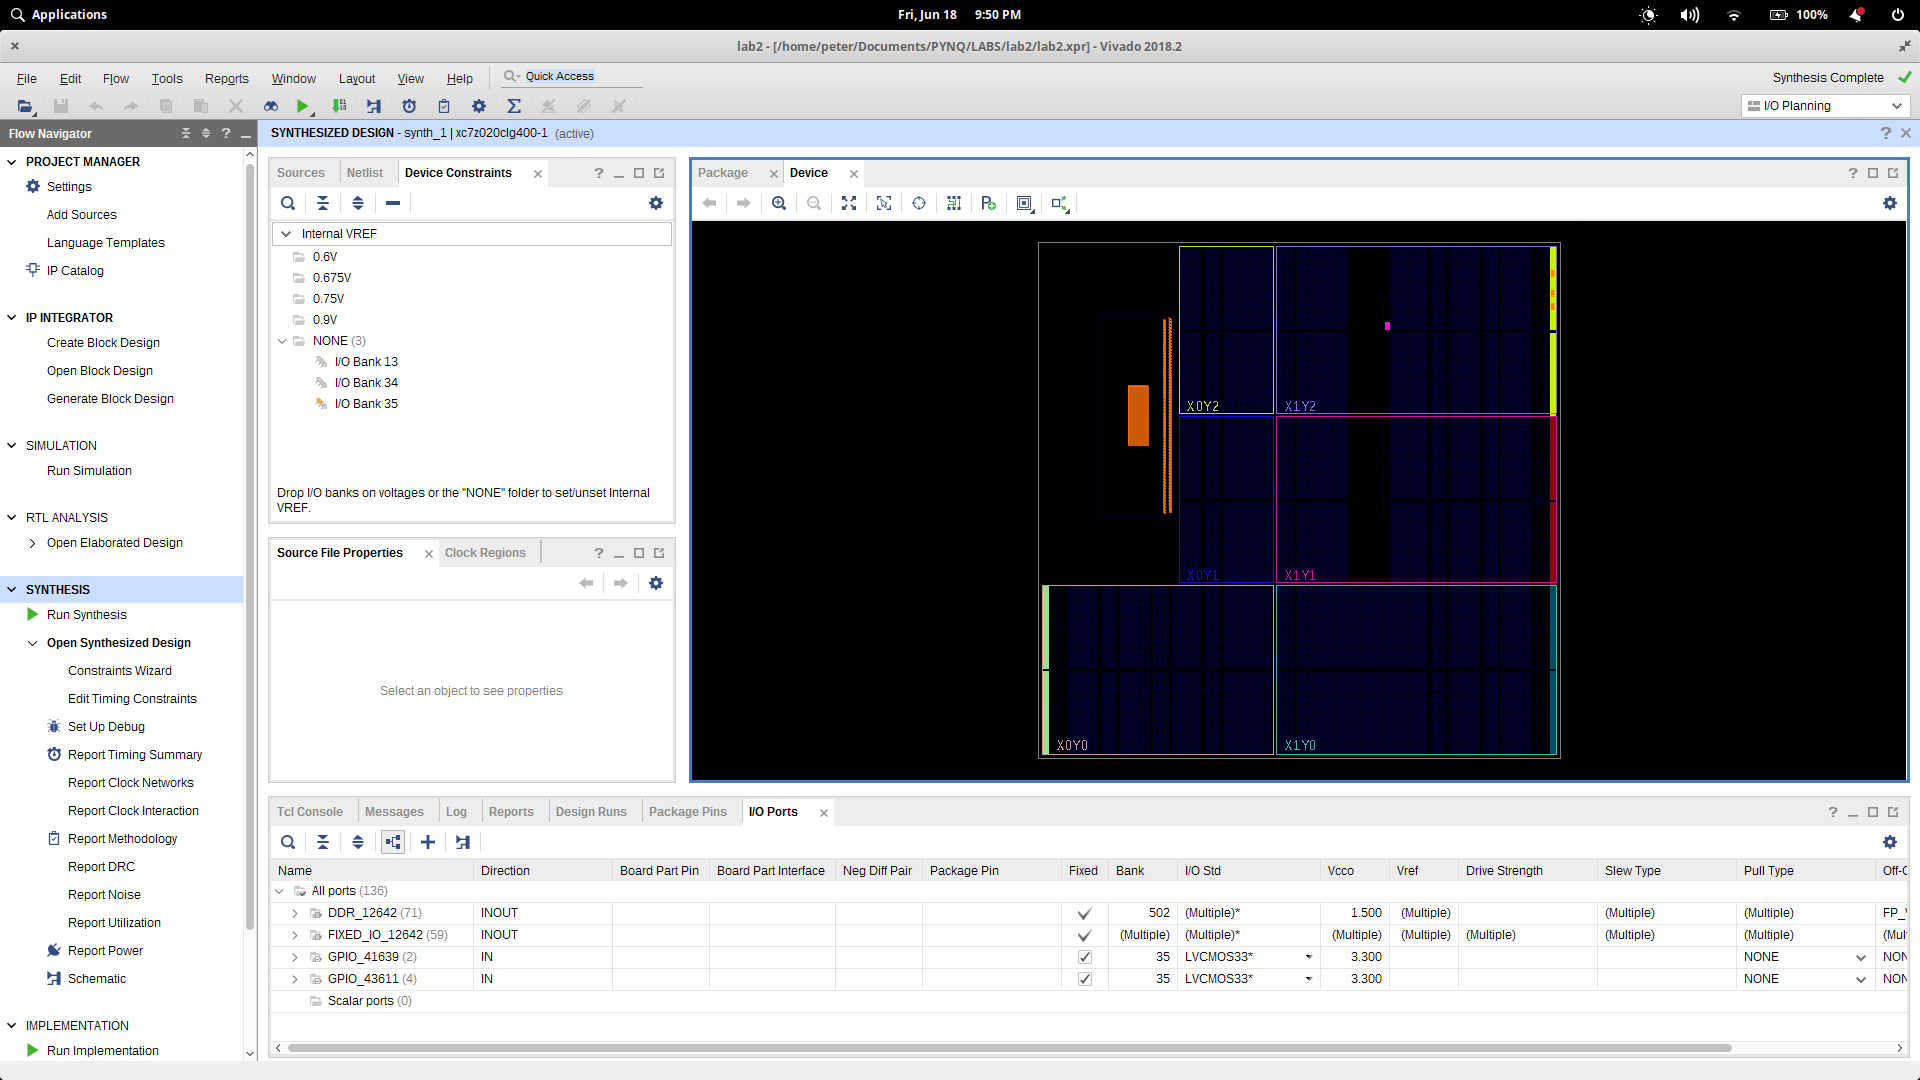 Applications
Fri, Jun 18 9:50 PM
100%
lab2 - [/home/peter/Documents/PYNQ/LABS/lab2/lab2.xpr] - Vivado 2018.2
File Edit Flow Tools Reports Window Layout View Help
Quick Access
Synthesis Complete
I/O Planning
Flow Navigator
SYNTHESIZED DESIGN - synth_1 | xc7z020clg400-1 (active)
PROJECT MANAGER
Settings
Add Sources
Language Templates
IP Catalog
IP INTEGRATOR
Create Block Design
Open Block Design
Generate Block Design
SIMULATION
Run Simulation
RTL ANALYSIS
Open Elaborated Design
SYNTHESIS
Run Synthesis
Open Synthesized Design
Constraints Wizard
Edit Timing Constraints
Set Up Debug
Report Timing Summary
Report Clock Networks
Report Clock Interaction
Report Methodology
Report DRC
Report Noise
Report Utilization
Report Power
Schematic
IMPLEMENTATION
Run Implementation
Sources Netlist Device Constraints
Internal VREF
0.6V
0.675V
0.75V
0.9V
NONE (3)
I/O Bank 13
I/O Bank 34
I/O Bank 35
Drop I/O banks on voltages or the "NONE" folder to set/unset Internal
VREF.
Source File Properties Clock Regions
Select an object to see properties
Package Device
X0Y2 X1Y2
X0Y1 X1Y1
X0Y0 X1Y0
Tcl Console Messages Log Reports Design Runs Package Pins I/O Ports
Name Direction Board Part Pin Board Part Interface Neg Diff Pair Package Pin Fixed Bank I/O Std Vcco Vref Drive Strength Slew Type Pull Type Off-C
All ports (136)
DDR_12642 (71) INOUT 502 (Multiple)* 1.500 (Multiple) (Multiple) (Multiple) FP_V
FIXED_IO_12642 (59) INOUT (Multiple) (Multiple)* (Multiple) (Multiple) (Multiple) (Multiple) (Multiple) (Mul
GPIO_41639 (2) IN 35 LVCMOS33* 3.300 NONE NON
GPIO_43611 (4) IN 35 LVCMOS33* 3.300 NONE NON
Scalar ports (0)